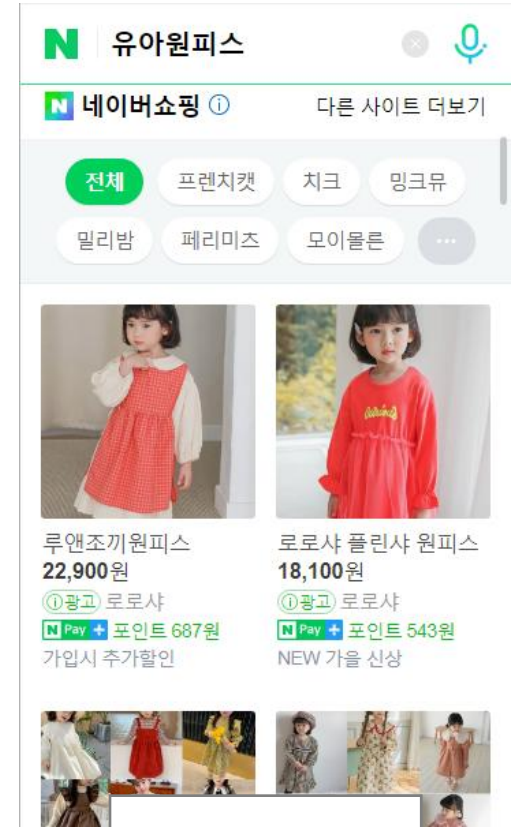 N 유아원피스
N 네이버쇼핑 ⓘ 다른 사이트 더보기
전체 프렌치캣 치크 밍크뮤
밀리밤 페리미츠 모이몰른 ···
루앤조끼원피스
22,900원
ⓘ광고 로로샤
N Pay + 포인트 687원
가입시 추가할인
로로샤 플린샤 원피스
18,100원
ⓘ광고 로로샤
N Pay + 포인트 543원
NEW 가을 신상